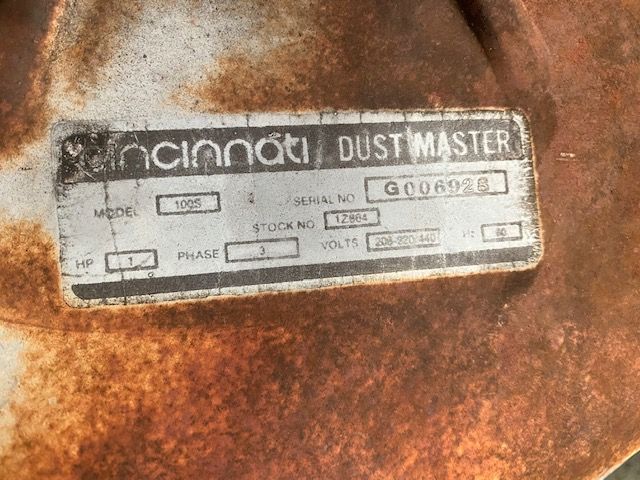 cincinnati DUST MASTER
MODEL 100S SERIAL NO G006928
STOCK NO. 1Z864
HP 1 PHASE 3 VOLTS 208-220/440 Hz 60